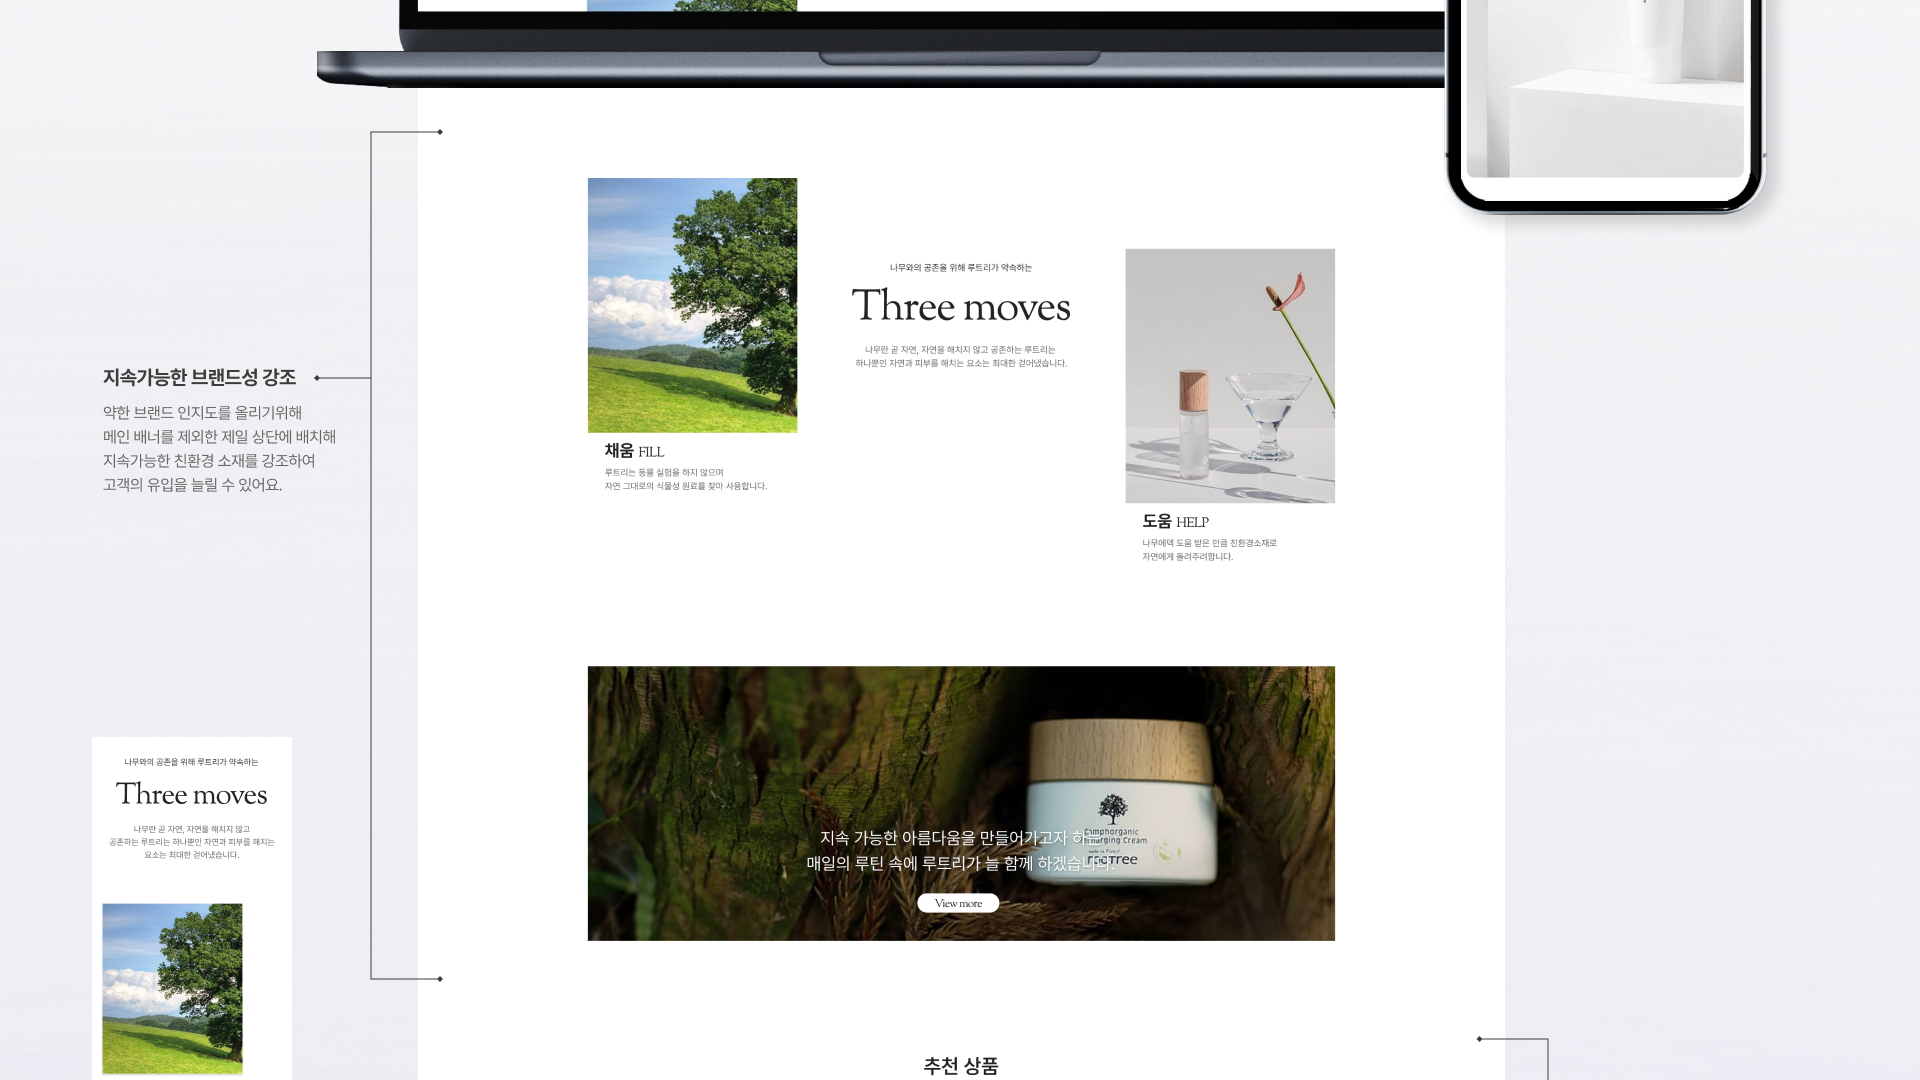 나무와의 공존을 위해 루트리가 약속하는
Three moves
나무란 곧 자연, 자연을 해치지 않고 공존하는 루트리는
하나뿐인 자연과 피부를 해치는 요소는 최대한 걷어냈습니다.
채움 FILL
루트리는 동물 실험을 하지 않으며
자연 그대로의 식물성 원료를 찾아 사용합니다.
도움 HELP
나무에덱 도움 받은 만큼 친환경소재로
자연에게 돌려주려합니다.
지속가능한 브랜드성 강조
약한 브랜드 인지도를 올리기위해
메인 배너를 제외한 제일 상단에 배치해
지속가능한 친환경 소재를 강조하여
고객의 유입을 늘릴 수 있어요.
지속 가능한 아름다움을 만들어가고자 하는
매일의 루틴 속에 루트리가 늘 함께 하겠습니다.
View more
Camphorganic
Cream
rootree
나무와의 공존을 위해 루트리가 약속하는
Three moves
나무란 곧 자연, 자연을 해치지 않고
공존하는 루트리는 하나뿐인 자연과 피부를 해치는
요소는 최대한 걷어냈습니다.
추천 상품